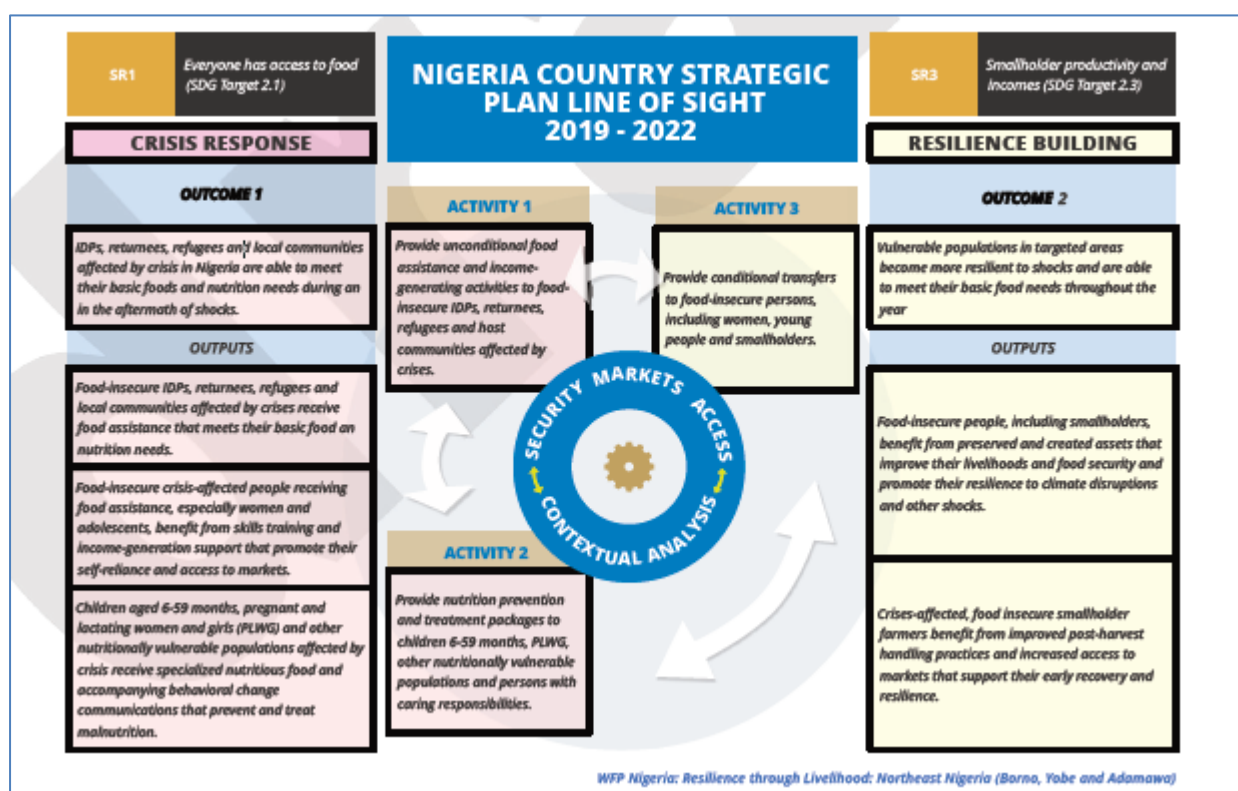 SR1
Everyone has access to food
(SDG Target 2.1)
CRISIS RESPONSE
OUTCOME 1
IDPs, returnees, refugees and local communities
affected by crisis in Nigeria are able to meet
their basic foods and nutrition needs during an
in the aftermath of shocks.
OUTPUTS
Food-insecure IDPs, returnees, refugees and
local communities affected by crises receive
food assistance that meets their basic food an
nutrition needs.
Food-insecure crisis-affected people receiving
food assistance, especially women and
adolescents, benefit from skills training and
income-generation support that promote their
self-reliance and access to markets.
Children aged 6-59 months, pregnant and
lactating women and girls (PLWG) and other
nutritionally vulnerable populations affected by
crisis receive specialized nutritious food and
accompanying behavioral change
communications that prevent and treat
malnutrition.
NIGERIA COUNTRY STRATEGIC
PLAN LINE OF SIGHT
2019 - 2022
ACTIVITY 1
Provide unconditional food
assistance and income-
generating activities to food-
insecure IDPs, returnees,
refugees and host
communities affected by
crises.
ACTIVITY 3
Provide conditional transfers
to food-insecure persons,
including women, young
people and smallholders.
SECURITY MARKETS ACCESS
CONTEXTUAL ANALYSIS
ACTIVITY 2
Provide nutrition prevention
and treatment packages to
children 6-59 months, PLWG,
other nutritionally vulnerable
populations and persons with
caring responsibilities.
SR3
Smallholder productivity and
incomes (SDG Target 2.3)
RESILIENCE BUILDING
OUTCOME 2
Vulnerable populations in targeted areas
become more resilient to shocks and are able
to meet their basic food needs throughout the
year
OUTPUTS
Food-insecure people, including smallholders,
benefit from preserved and created assets that
improve their livelihoods and food security and
promote their resilience to climate disruptions
and other shocks.
Crises-affected, food insecure smallholder
farmers benefit from improved post-harvest
handling practices and increased access to
markets that support their early recovery and
resilience.
WFP Nigeria: Resilience through Livelihood: Northeast Nigeria (Borno, Yobe and Adamawa)